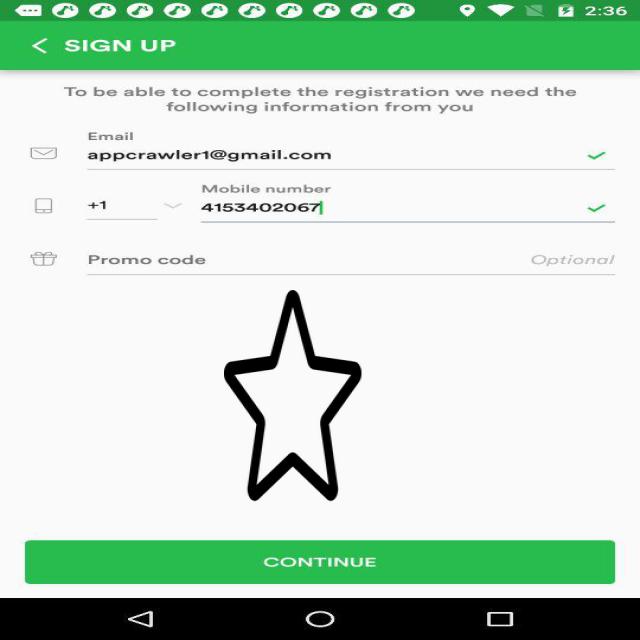 2:36
SIGN UP
To be able to complete the registration we need the
following information from you
Email
appcrawler1@gmail.com
Mobile number
+1 4153402067
Promo code Optional
CONTINUE